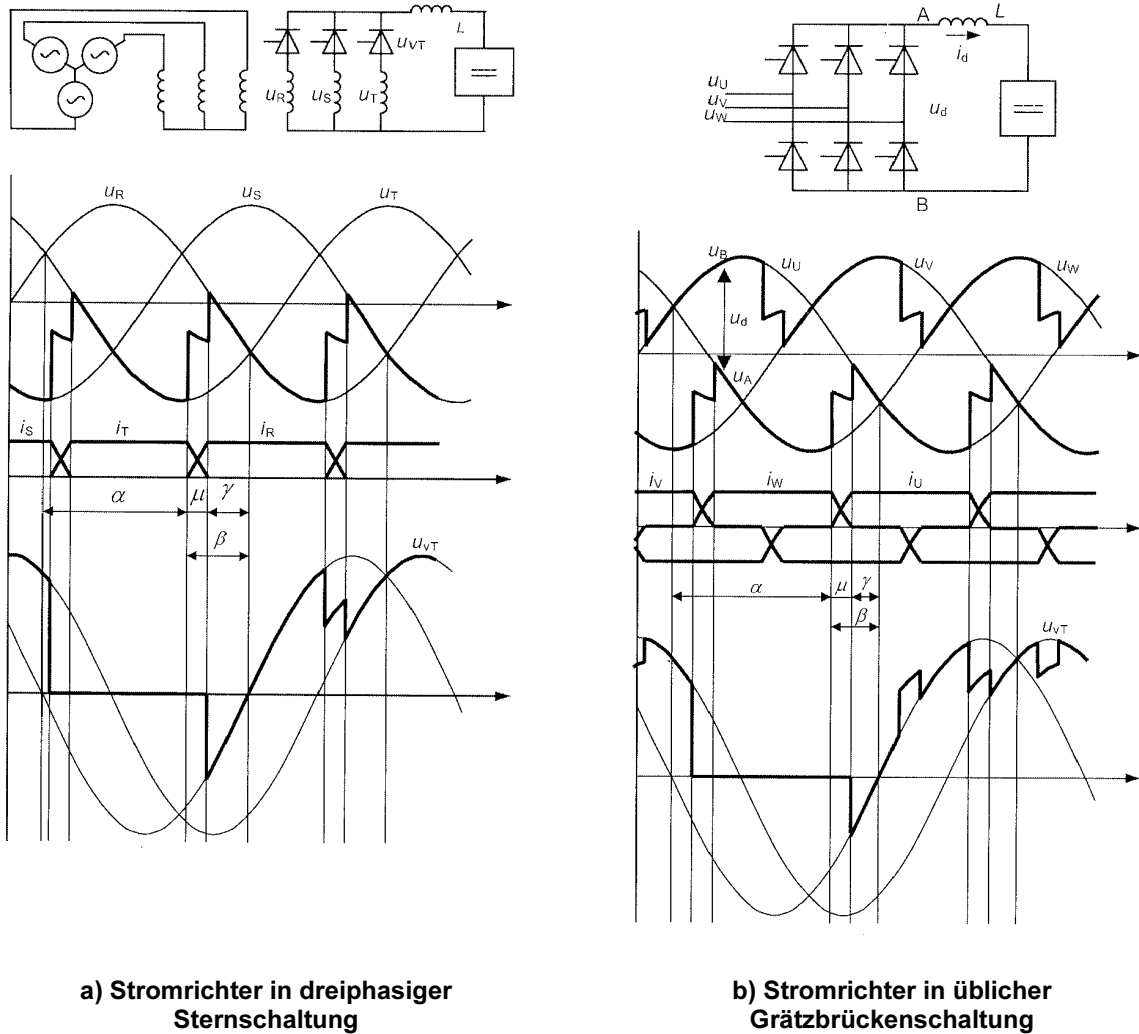 L
u_VT
u_R u_S u_T
u_R u_S u_T
i_S i_T i_R
α μ γ
β
u_vT
a) Stromrichter in dreiphasiger
Sternschaltung
A L
i_d
u_U
u_V
u_W
u_d
B
u_B u_U u_V u_W
u_d
u_A
i_V i_W i_U
α μ γ
β
u_vT
b) Stromrichter in üblicher
Grätzbrückenschaltung